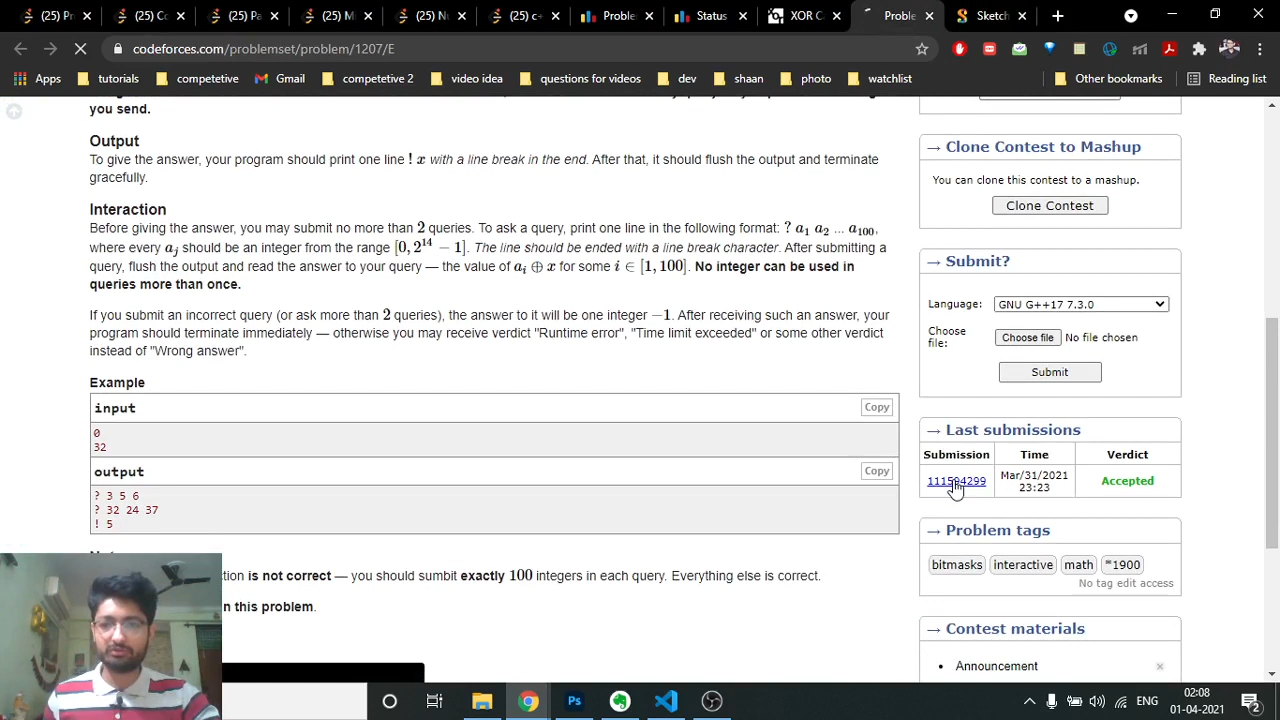 (25) Pr
(25) Co
(25) Pa
(25) M
(25) Nu
(25) c+
Proble
Status
XOR C
Proble
Sketch
codeforces.com/problemset/problem/1207/E
Apps
tutorials
competetive
Gmail
competetive 2
video idea
questions for videos
dev
shaan
photo
watchlist
Other bookmarks
Reading list
you send.
Output
To give the answer, your program should print one line ! x with a line break in the end. After that, it should flush the output and terminate
gracefully.
Interaction
Before giving the answer, you may submit no more than 2 queries. To ask a query, print one line in the following format: ? a₁ a₂ ... a₁₀₀,
where every aⱼ should be an integer from the range [0, 2¹⁴ − 1]. The line should be ended with a line break character. After submitting a
query, flush the output and read the answer to your query — the value of aᵢ ⊕ x for some i ∈ [1, 100]. No integer can be used in
queries more than once.
If you submit an incorrect query (or ask more than 2 queries), the answer to it will be one integer −1. After receiving such an answer, your
program should terminate immediately — otherwise you may receive verdict "Runtime error", "Time limit exceeded" or some other verdict
instead of "Wrong answer".
Example
input
Copy
0
32
output
Copy
? 3 5 6
? 32 24 37
! 5
tion is not correct — you should sumbit exactly 100 integers in each query. Everything else is correct.
n this problem.
→ Clone Contest to Mashup
You can clone this contest to a mashup.
Clone Contest
→ Submit?
Language:
GNU G++17 7.3.0
Choose
file:
Choose file
No file chosen
Submit
→ Last submissions
Submission
Time
Verdict
Mar/31/2021
23:23
Accepted
→ Problem tags
bitmasks
interactive
math
*1900
No tag edit access
→ Contest materials
Announcement
ENG
02:08
01-04-2021
2